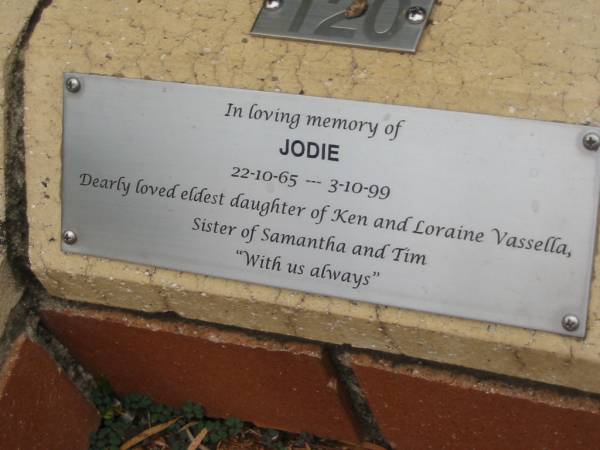 120
In loving memory of
JODIE
22-10-65 --- 3-10-99
Dearly loved eldest daughter of Ken and Loraine Vassella,
Sister of Samantha and Tim
"With us always"